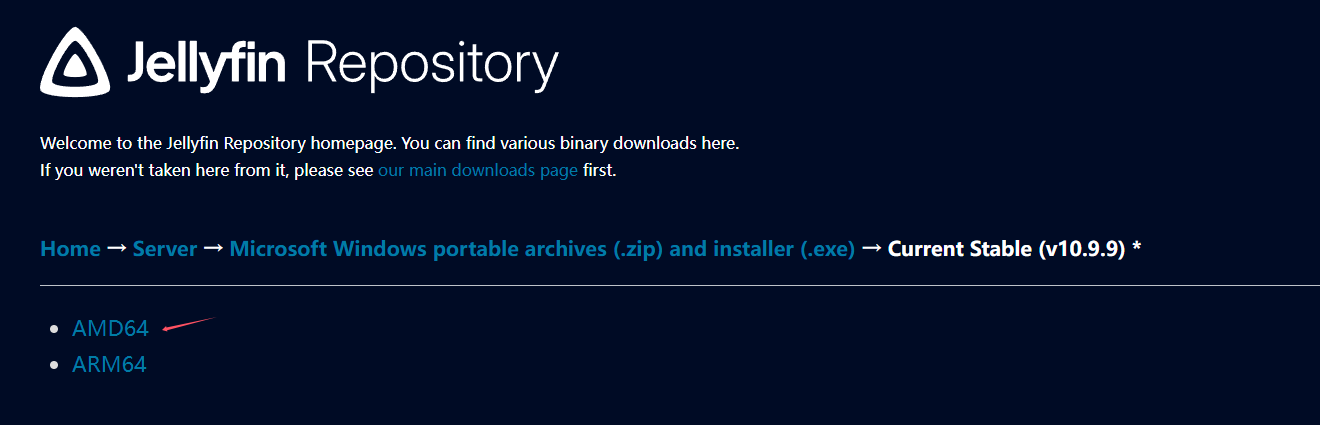 Jellyfin Repository
Welcome to the Jellyfin Repository homepage. You can find various binary downloads here.
If you weren't taken here from it, please see our main downloads page first.
Home → Server → Microsoft Windows portable archives (.zip) and installer (.exe) → Current Stable (v10.9.9) *
AMD64
ARM64